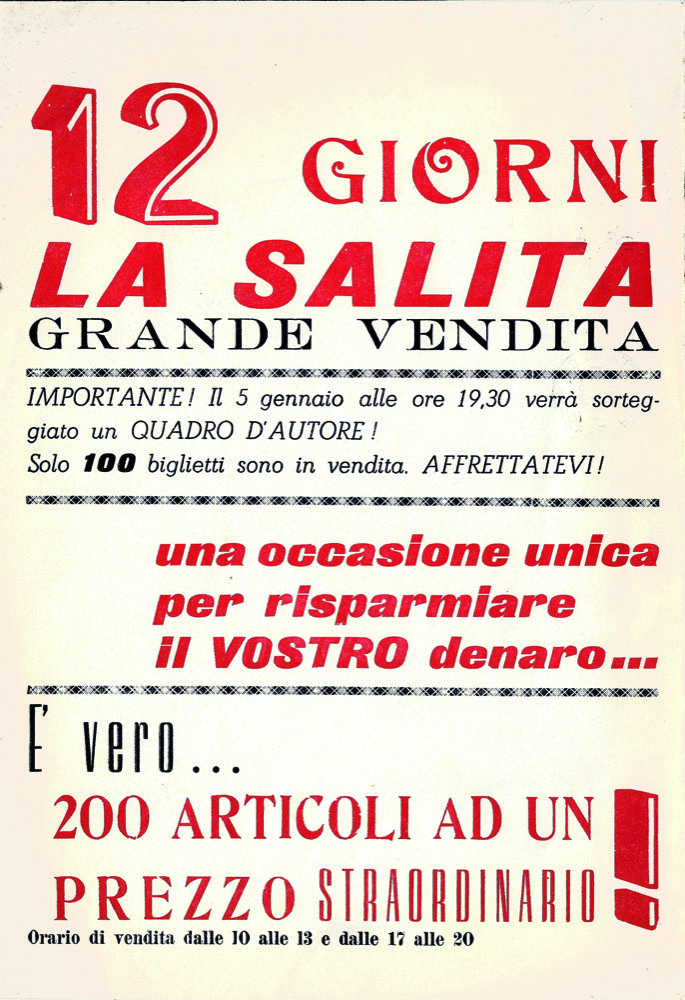 12 GIORNI
LA SALITA
GRANDE VENDITA
IMPORTANTE! Il 5 gennaio alle ore 19,30 verrà sorteg-
giato un QUADRO D'AUTORE!
Solo 100 biglietti sono in vendita. AFFRETTATEVI!
una occasione unica
per risparmiare
il VOSTRO denaro...
E' vero...
200 ARTICOLI AD UN
PREZZO STRAORDINARIO!
Orario di vendita dalle 10 alle 13 e dalle 17 alle 20